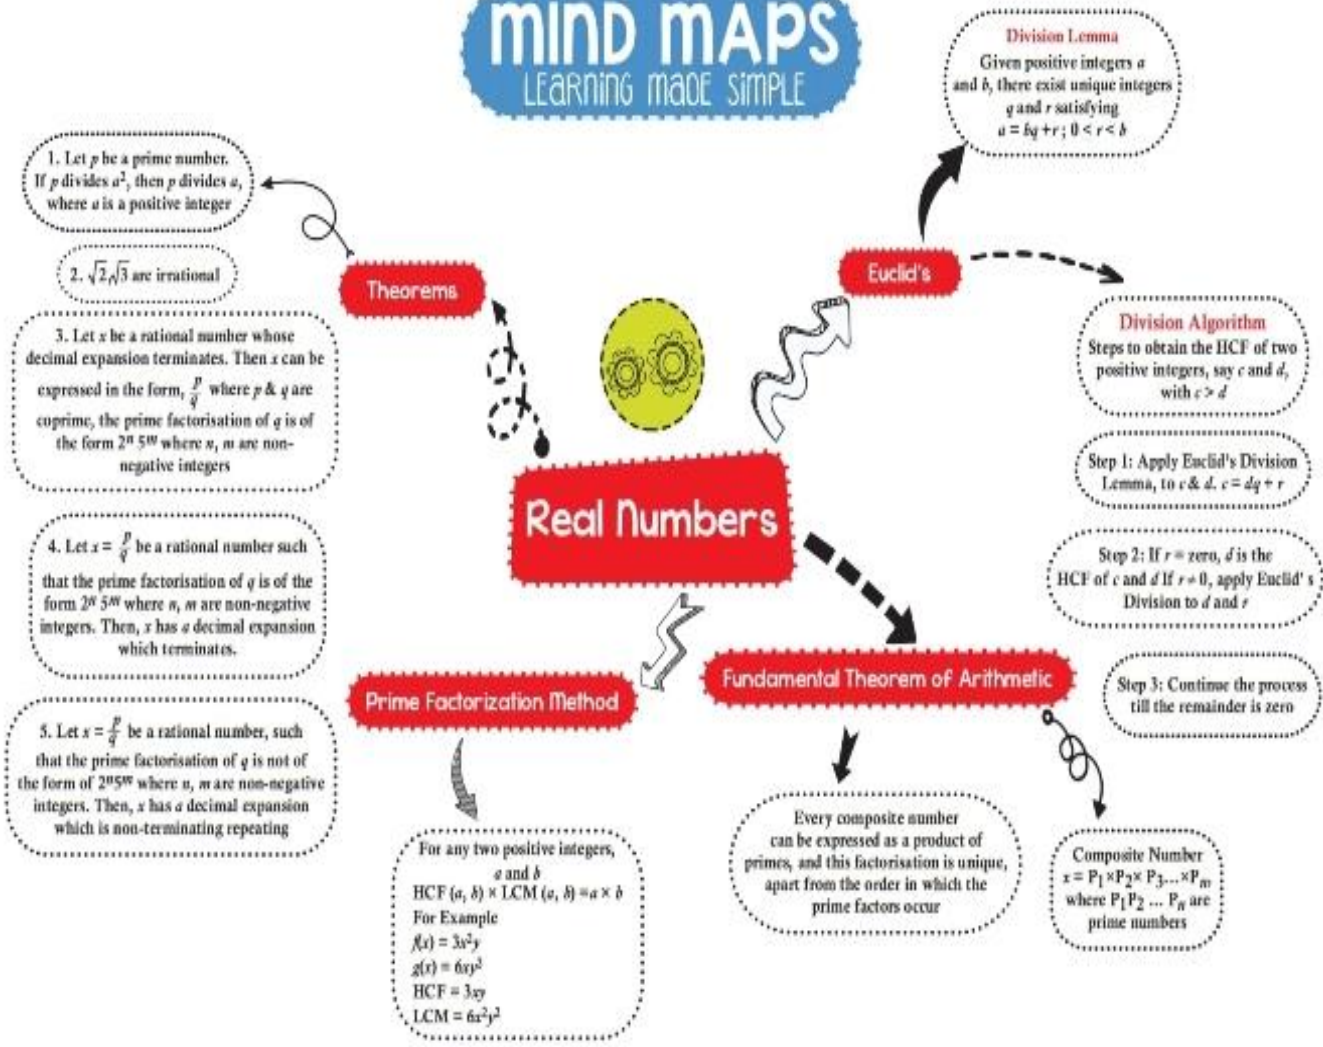 MIND MAPS
LEARNING MADE SIMPLE
Division Lemma
Given positive integers a
and b, there exist unique integers
q and r satisfying
a = bq +r ; 0 < r < b
1. Let p be a prime number.
If p divides a², then p divides a,
where a is a positive integer
2. √2,√3 are irrational
Theorems
Euclid's
3. Let x be a rational number whose
decimal expansion terminates. Then x can be
expressed in the form, p/q where p & q are
coprime, the prime factorisation of q is of
the form 2ⁿ 5ᵐ where n, m are non-
negative integers
Division Algorithm
Steps to obtain the HCF of two
positive integers, say c and d,
with c > d
Step 1: Apply Euclid's Division
Lemma, to c & d. c = dq + r
Real Numbers
4. Let x = p/q be a rational number such
that the prime factorisation of q is of the
form 2ⁿ 5ᵐ where n, m are non-negative
integers. Then, x has a decimal expansion
which terminates.
Step 2: If r = zero, d is the
HCF of c and d If r ≠ 0, apply Euclid' s
Division to d and r
Step 3: Continue the process
till the remainder is zero
Prime Factorization Method
Fundamental Theorem of Arithmetic
5. Let x = p/q be a rational number, such
that the prime factorisation of q is not of
the form of 2ⁿ5ᵐ where n, m are non-negative
integers. Then, x has a decimal expansion
which is non-terminating repeating
For any two positive integers,
a and b
HCF (a, b) × LCM (a, b) =a × b
For Example
f(x) = 3x²y
g(x) = 6xy²
HCF = 3xy
LCM = 6x²y²
Every composite number
can be expressed as a product of
primes, and this factorisation is unique,
apart from the order in which the
prime factors occur
Composite Number
x = P₁ ×P₂× P₃... ×Pₘ
where P₁P₂ ... Pₙ are
prime numbers